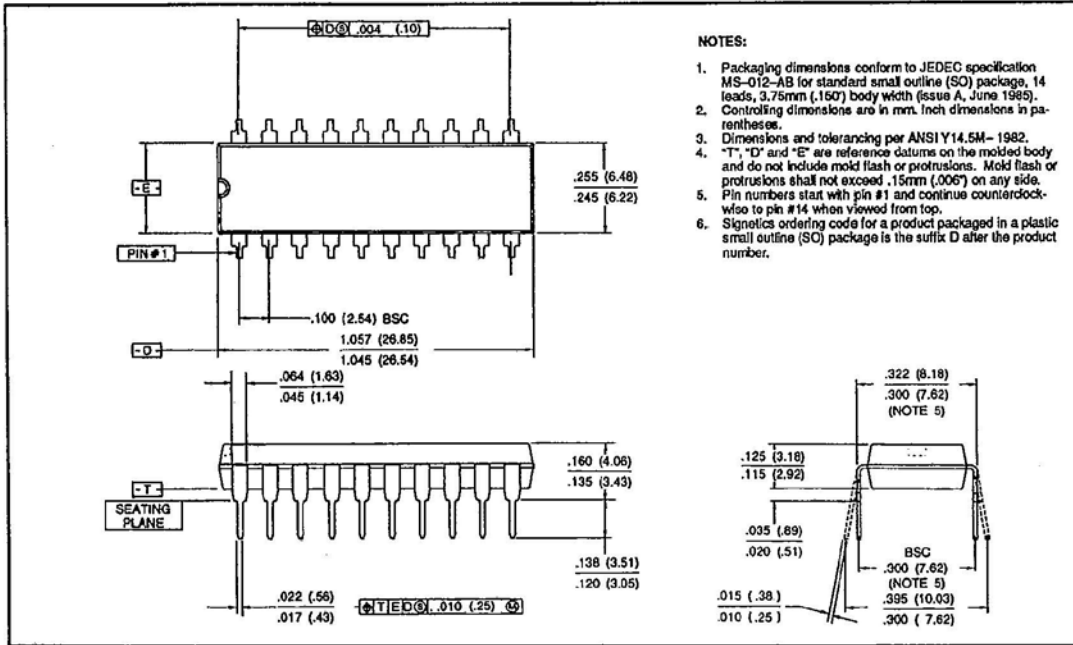 ⌖ D Ⓢ .004 (.10)
-E-
PIN #1
.255 (6.48)
.245 (6.22)
.100 (2.54) BSC
-D-
1.057 (26.85)
1.045 (26.54)
NOTES:
1. Packaging dimensions conform to JEDEC specification
MS–012–AB for standard small outline (SO) package, 14
leads, 3.75mm (.150") body width (issue A, June 1985).
2. Controlling dimensions are in mm. Inch dimensions in pa-
rentheses.
3. Dimensions and tolerancing per ANSI Y14.5M– 1982.
4. "T", "D" and "E" are reference datums on the molded body
and do not include mold flash or protrusions. Mold flash or
protrusions shall not exceed .15mm (.006") on any side.
5. Pin numbers start with pin #1 and continue counterclock-
wise to pin #14 when viewed from top.
6. Signetics ordering code for a product packaged in a plastic
small outline (SO) package is the suffix D after the product
number.
.064 (1.63)
.045 (1.14)
-T-
SEATING
PLANE
.160 (4.06)
.135 (3.43)
.138 (3.51)
.120 (3.05)
.022 (.56)
.017 (.43)
⌖ T E D Ⓢ .010 (.25) Ⓜ
.322 (8.18)
.300 (7.62)
(NOTE 5)
.125 (3.18)
.115 (2.92)
.035 (.89)
.020 (.51)
BSC
.300 (7.62)
(NOTE 5)
.395 (10.03)
.300 ( 7.62)
.015 (.38 )
.010 (.25 )